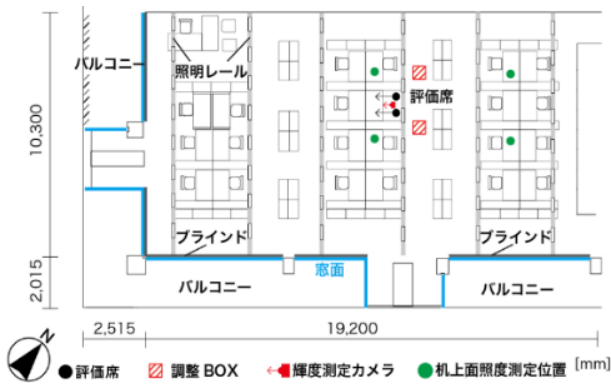 バルコニー
照明レール
評価席
10,300
ブラインド
ブラインド
窓面
2,015
バルコニー
バルコニー
2,515
19,200
[mm]
N
評価席
調整 BOX
輝度測定カメラ
机上面照度測定位置